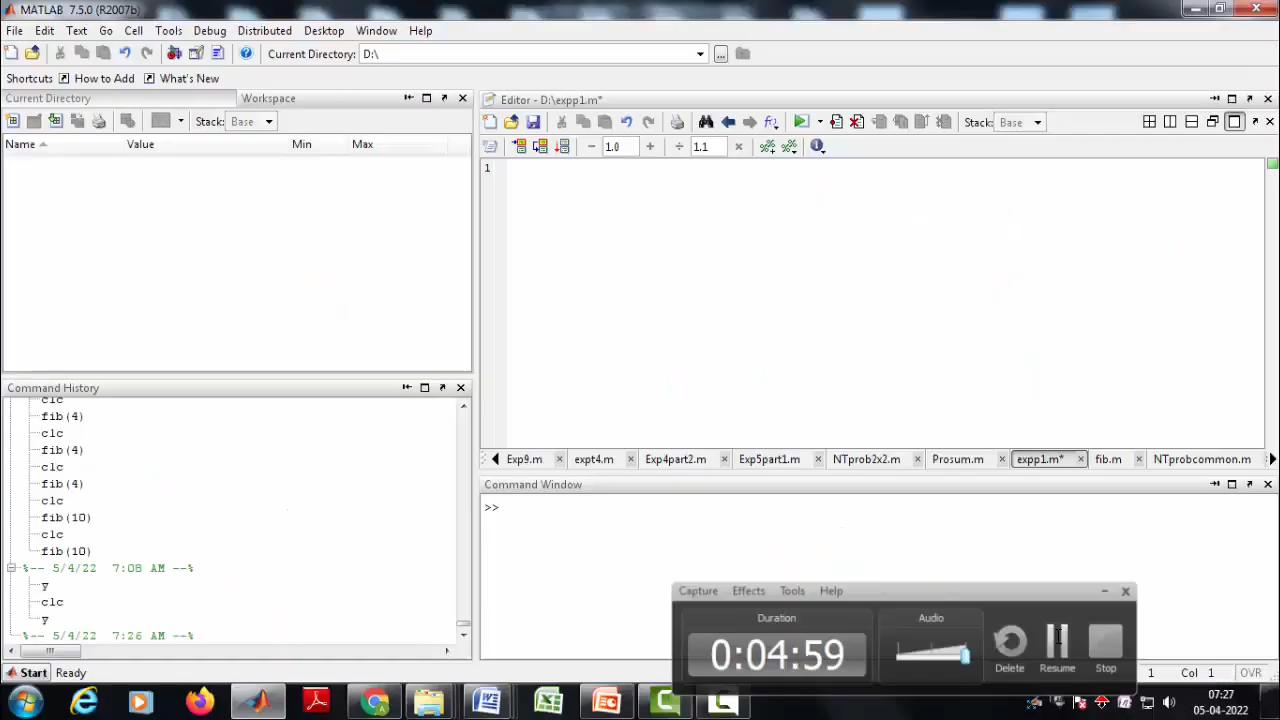 MATLAB 7.5.0 (R2007b)
File Edit Text Go Cell Tools Debug Distributed Desktop Window Help
Current Directory: D:\
Shortcuts How to Add What's New
Current Directory Workspace
Stack: Base
Name Value Min Max
Editor - D:\expp1.m*
Stack: Base
1.0 1.1
1
Exp9.m expt4.m Exp4part2.m Exp5part1.m NTprob2x2.m Prosum.m expp1.m* fib.m NTprobcommon.m
Command History
clc
fib(4)
clc
fib(4)
clc
fib(4)
clc
fib(10)
clc
fib(10)
%-- 5/4/22 7:08 AM --%
y
clc
y
%-- 5/4/22 7:26 AM --%
Command Window
>>
Capture Effects Tools Help
Duration
0:04:59
Audio
Delete Resume Stop
Start Ready
1 Col 1 OVR
07:27
05-04-2022